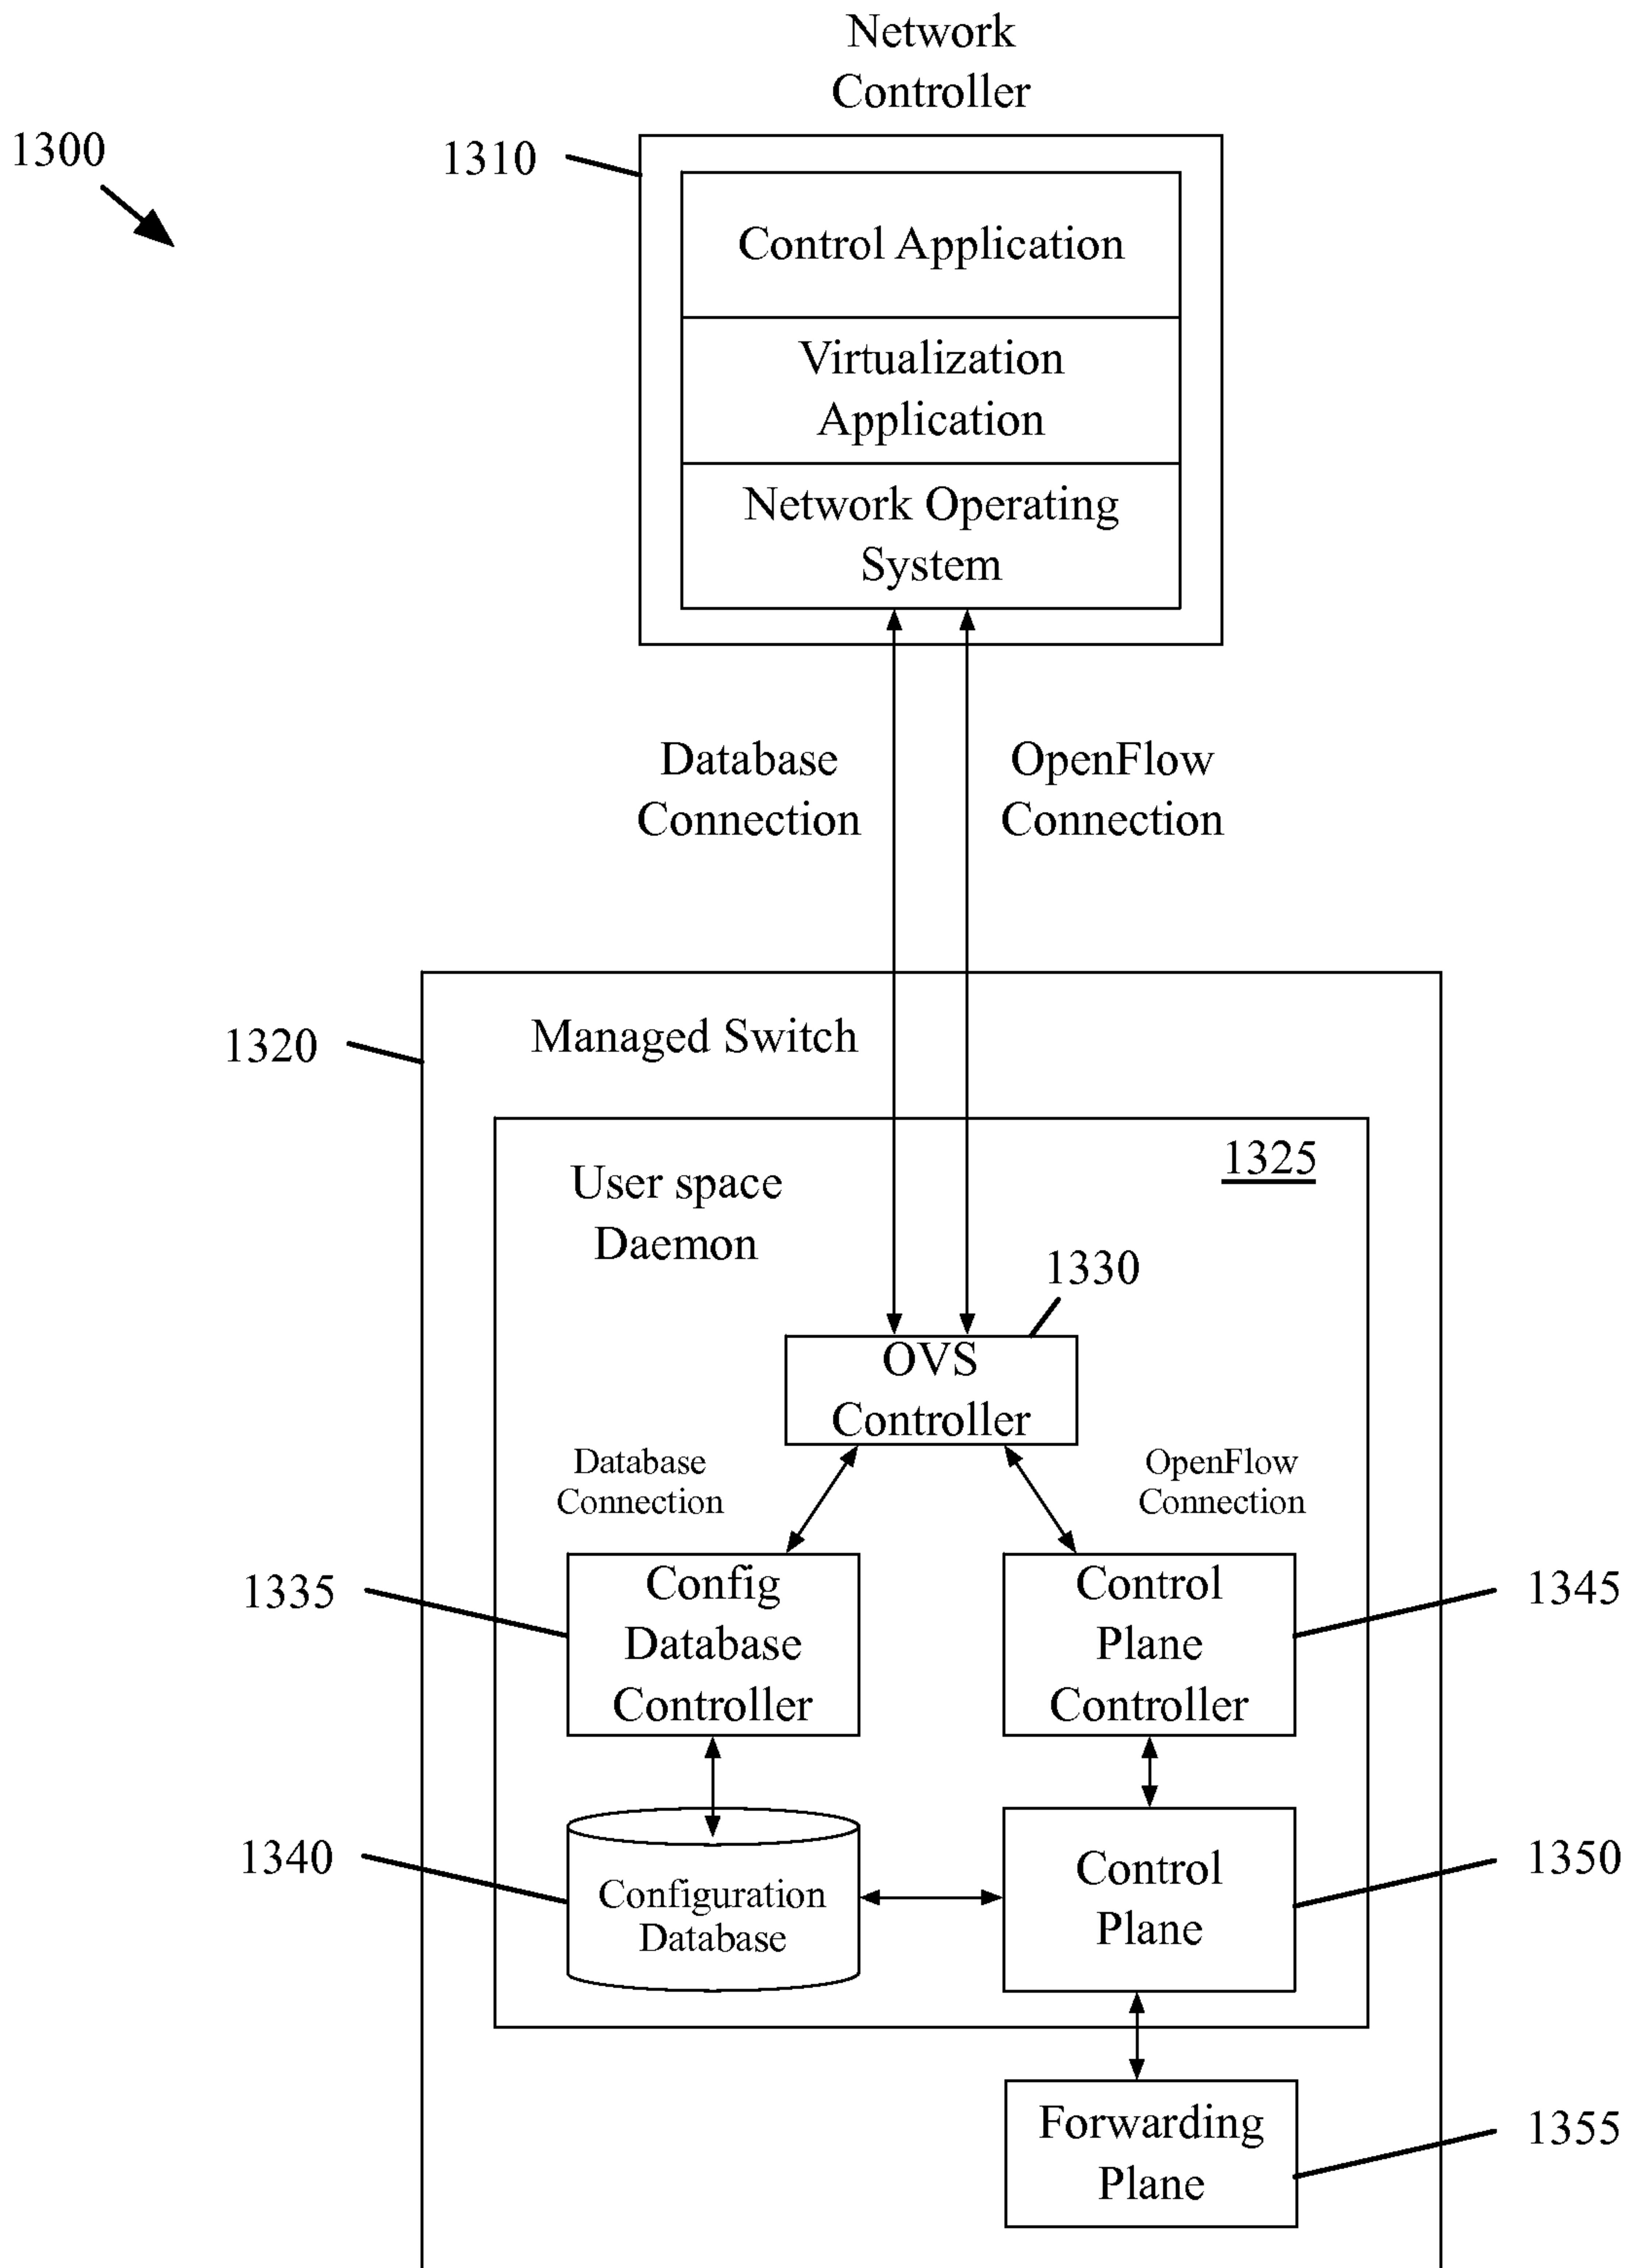 Network
Controller
1300
1310
Control Application
Virtualization
Application
Network Operating
System
Database
Connection
OpenFlow
Connection
1320
Managed Switch
1325
User space
Daemon
1330
OVS
Controller
Database
Connection
OpenFlow
Connection
1335
Config
Database
Controller
Control
Plane
Controller
1345
1340
Configuration
Database
Control
Plane
1350
Forwarding
Plane
1355